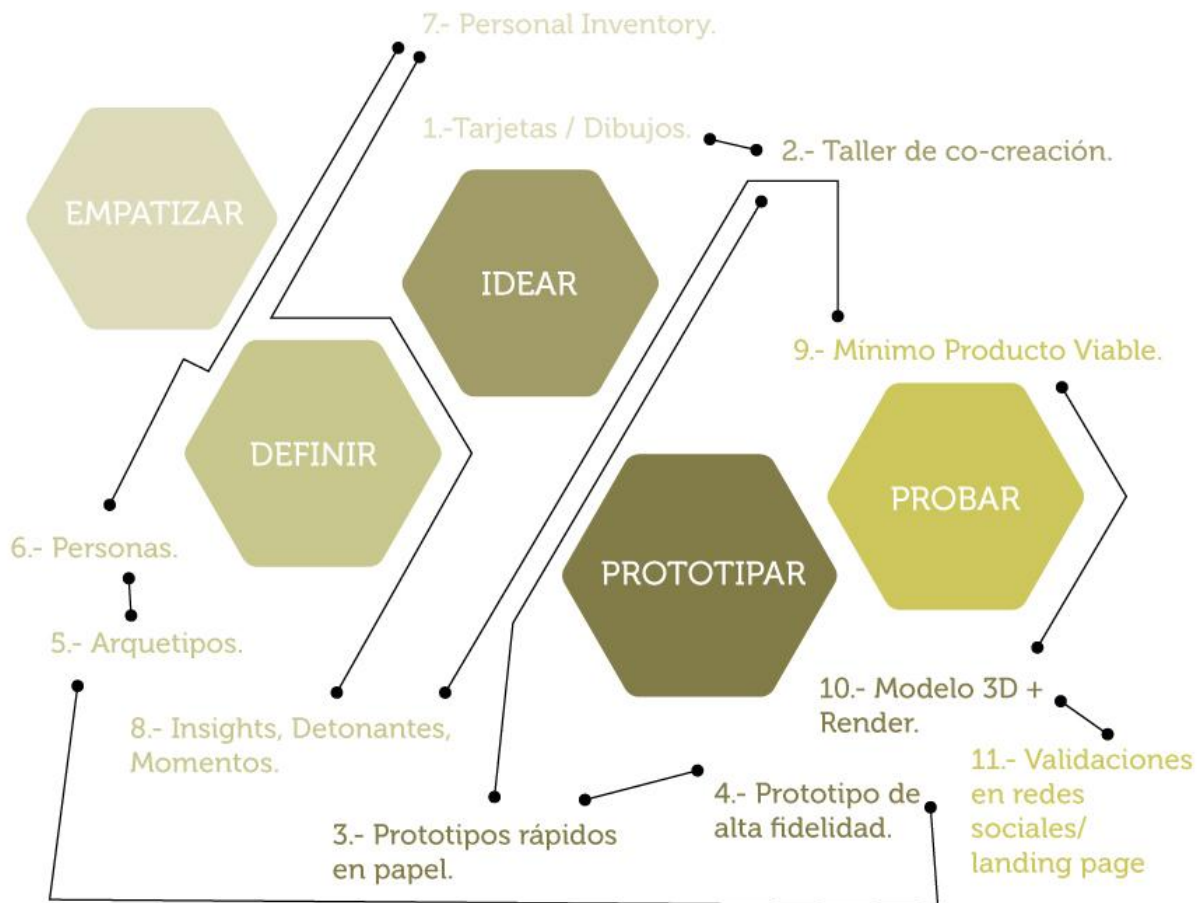 7.- Personal Inventory.
1.-Tarjetas / Dibujos.
2.- Taller de co-creación.
EMPATIZAR
IDEAR
9.- Mínimo Producto Viable.
DEFINIR
PROBAR
PROTOTIPAR
6.- Personas.
5.- Arquetipos.
8.- Insights, Detonantes,
Momentos.
10.- Modelo 3D +
Render.
11.- Validaciones
en redes
sociales/
landing page
4.- Prototipo de
alta fidelidad.
3.- Prototipos rápidos
en papel.